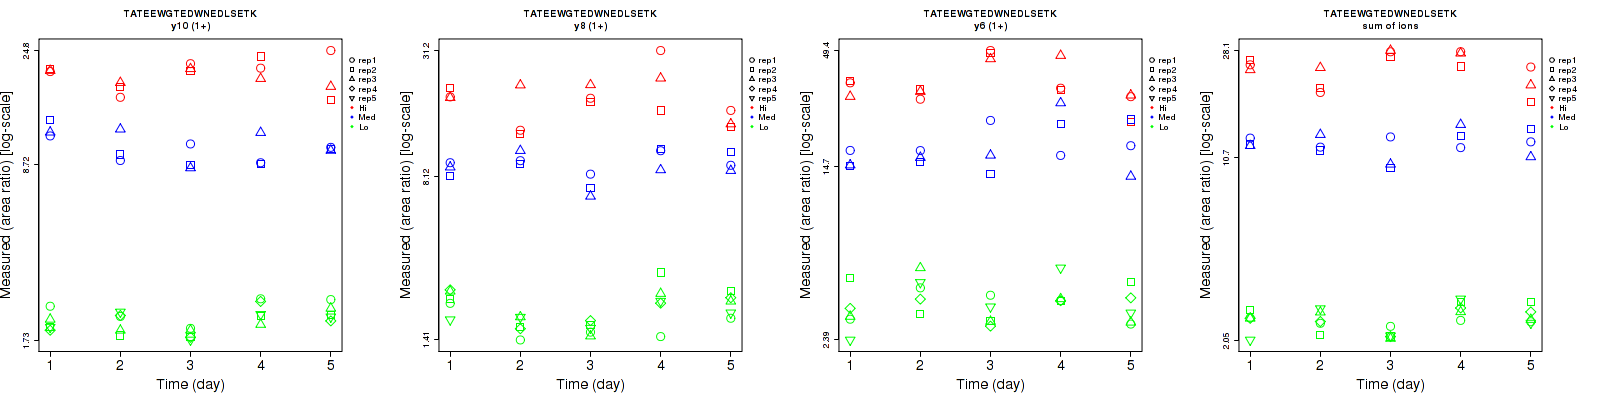 TATEEWGTEDWNEDLSETK
y10 (1+)
Measured (area ratio) [log-scale]
24.8
8.72
1.73
1 2 3 4 5
Time (day)
rep1
rep2
rep3
rep4
rep5
Hi
Med
Lo
TATEEWGTEDWNEDLSETK
y8 (1+)
Measured (area ratio) [log-scale]
31.2
8.12
1.41
1 2 3 4 5
Time (day)
rep1
rep2
rep3
rep4
rep5
Hi
Med
Lo
TATEEWGTEDWNEDLSETK
y6 (1+)
Measured (area ratio) [log-scale]
49.4
14.7
2.39
1 2 3 4 5
Time (day)
rep1
rep2
rep3
rep4
rep5
Hi
Med
Lo
TATEEWGTEDWNEDLSETK
sum of ions
Measured (area ratio) [log-scale]
28.1
10.7
2.05
1 2 3 4 5
Time (day)
rep1
rep2
rep3
rep4
rep5
Hi
Med
Lo